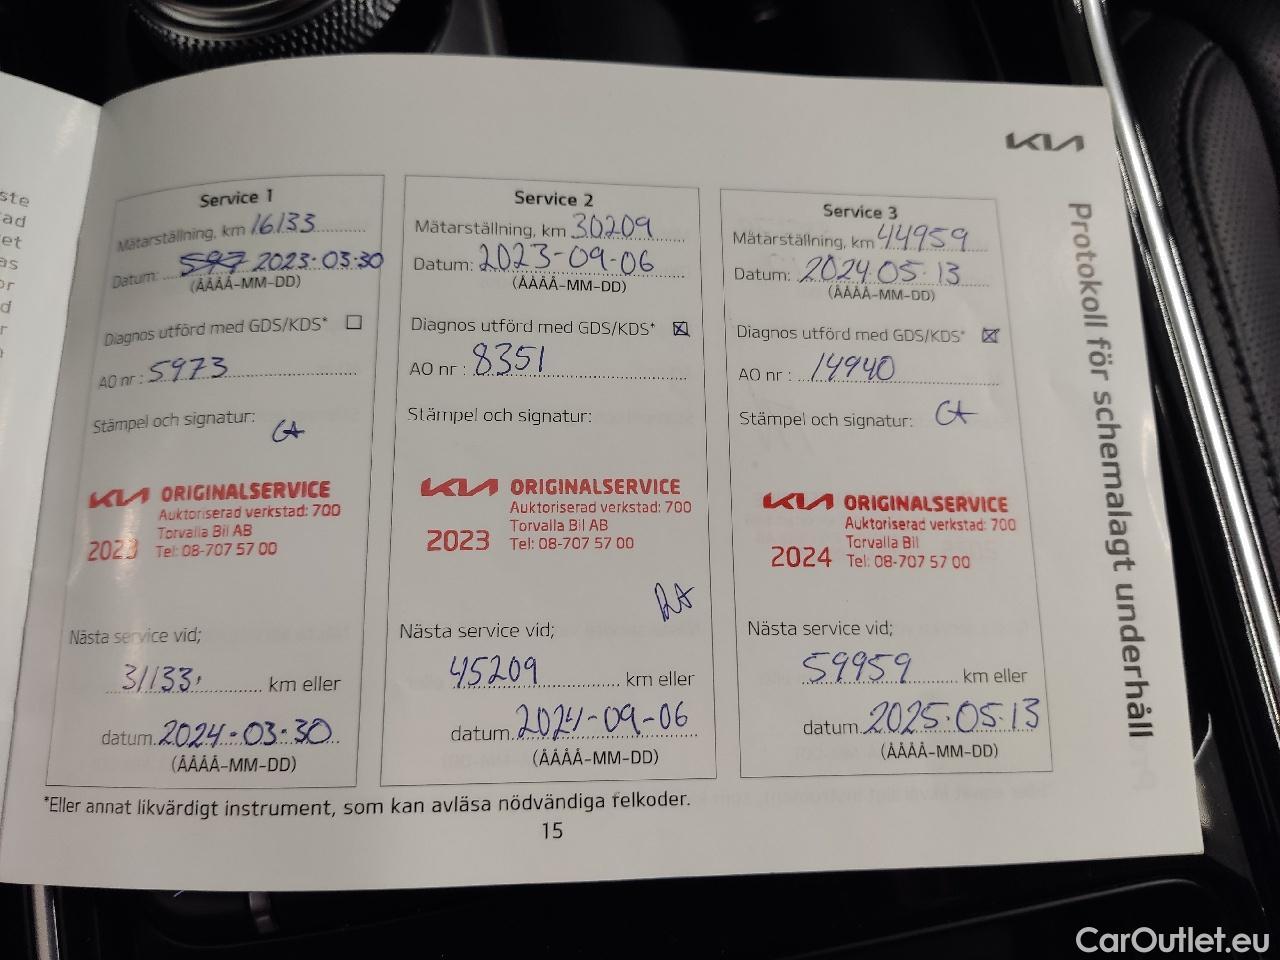 KIA
Protokoll för schemalagt underhåll
Service 1
Mätarställning, km 16133
Datum: 2023-03-30
(ÅÅÅÅ-MM-DD)
Diagnos utförd med GDS/KDS*
AO nr : 5973
Stämpel och signatur:
KIA ORIGINALSERVICE
Auktoriserad verkstad: 700
Torvalla Bil AB
2023 Tel: 08-707 57 00
Nästa service vid;
31133 km eller
datum 2024-03-30
(ÅÅÅÅ-MM-DD)
Service 2
Mätarställning, km 30209
Datum: 2023-09-06
(ÅÅÅÅ-MM-DD)
Diagnos utförd med GDS/KDS*
AO nr : 8351
Stämpel och signatur:
KIA ORIGINALSERVICE
Auktoriserad verkstad: 700
Torvalla Bil AB
2023 Tel: 08-707 57 00
Nästa service vid;
45209 km eller
datum 2024-09-06
(ÅÅÅÅ-MM-DD)
Service 3
Mätarställning, km 44959
Datum: 2024.05.13
(ÅÅÅÅ-MM-DD)
Diagnos utförd med GDS/KDS*
AO nr : 14940
Stämpel och signatur:
KIA ORIGINALSERVICE
Auktoriserad verkstad: 700
Torvalla Bil
2024 Tel: 08-707 57 00
Nästa service vid;
59959 km eller
datum 2025.05.13
(ÅÅÅÅ-MM-DD)
*Eller annat likvärdigt instrument, som kan avläsa nödvändiga felkoder.
15
CarOutlet.eu